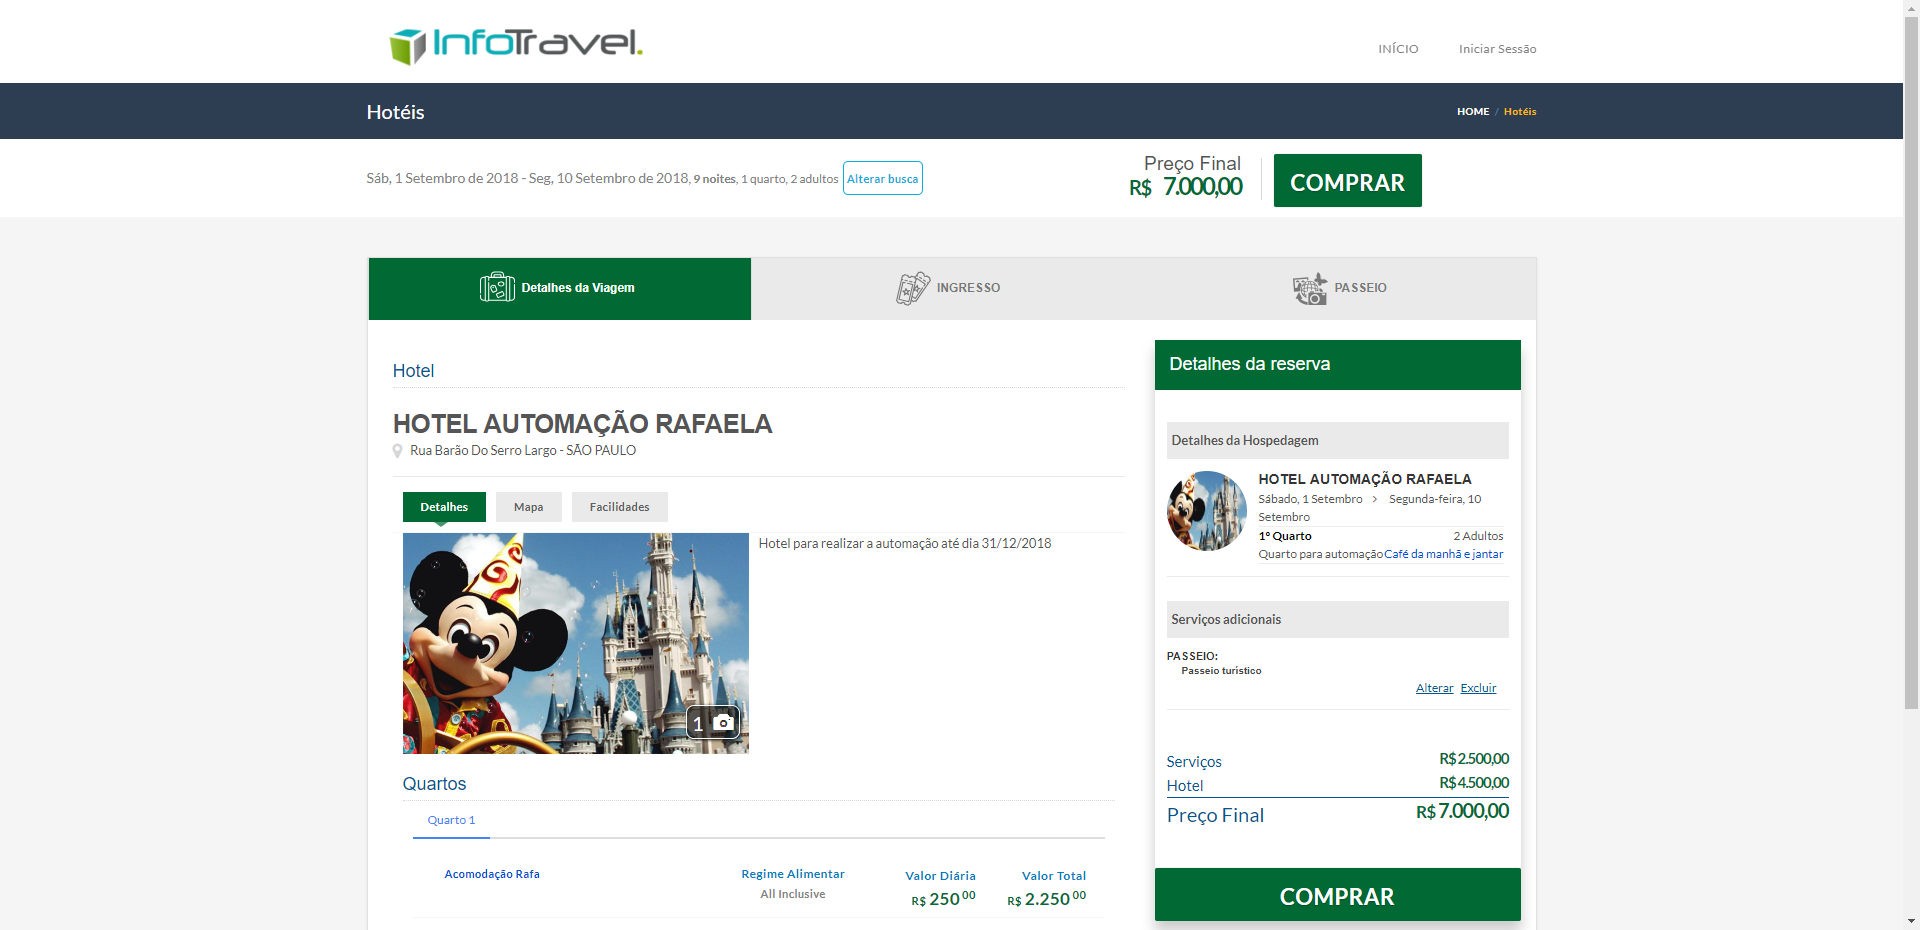 InfoTravel.
INÍCIO
Iniciar Sessão
Hotéis
HOME / Hotéis
Sáb, 1 Setembro de 2018 - Seg, 10 Setembro de 2018, 9 noites, 1 quarto, 2 adultos
Alterar busca
Preço Final
R$ 7.000,00
COMPRAR
Detalhes da Viagem
INGRESSO
PASSEIO
Hotel
HOTEL AUTOMAÇÃO RAFAELA
Rua Barão Do Serro Largo - SÃO PAULO
Detalhes
Mapa
Facilidades
Hotel para realizar a automação até dia 31/12/2018
1
Quartos
Quarto 1
Acomodação Rafa
Regime Alimentar
All Inclusive
Valor Diária
R$ 250 00
Valor Total
R$ 2.250 00
Detalhes da reserva
Detalhes da Hospedagem
HOTEL AUTOMAÇÃO RAFAELA
Sábado, 1 Setembro > Segunda-feira, 10
Setembro
1º Quarto 2 Adultos
Quarto para automação Café da manhã e jantar
Serviços adicionais
PASSEIO:
Passeio turistico
Alterar Excluir
Serviços R$ 2.500,00
Hotel R$ 4.500,00
Preço Final R$ 7.000,00
COMPRAR